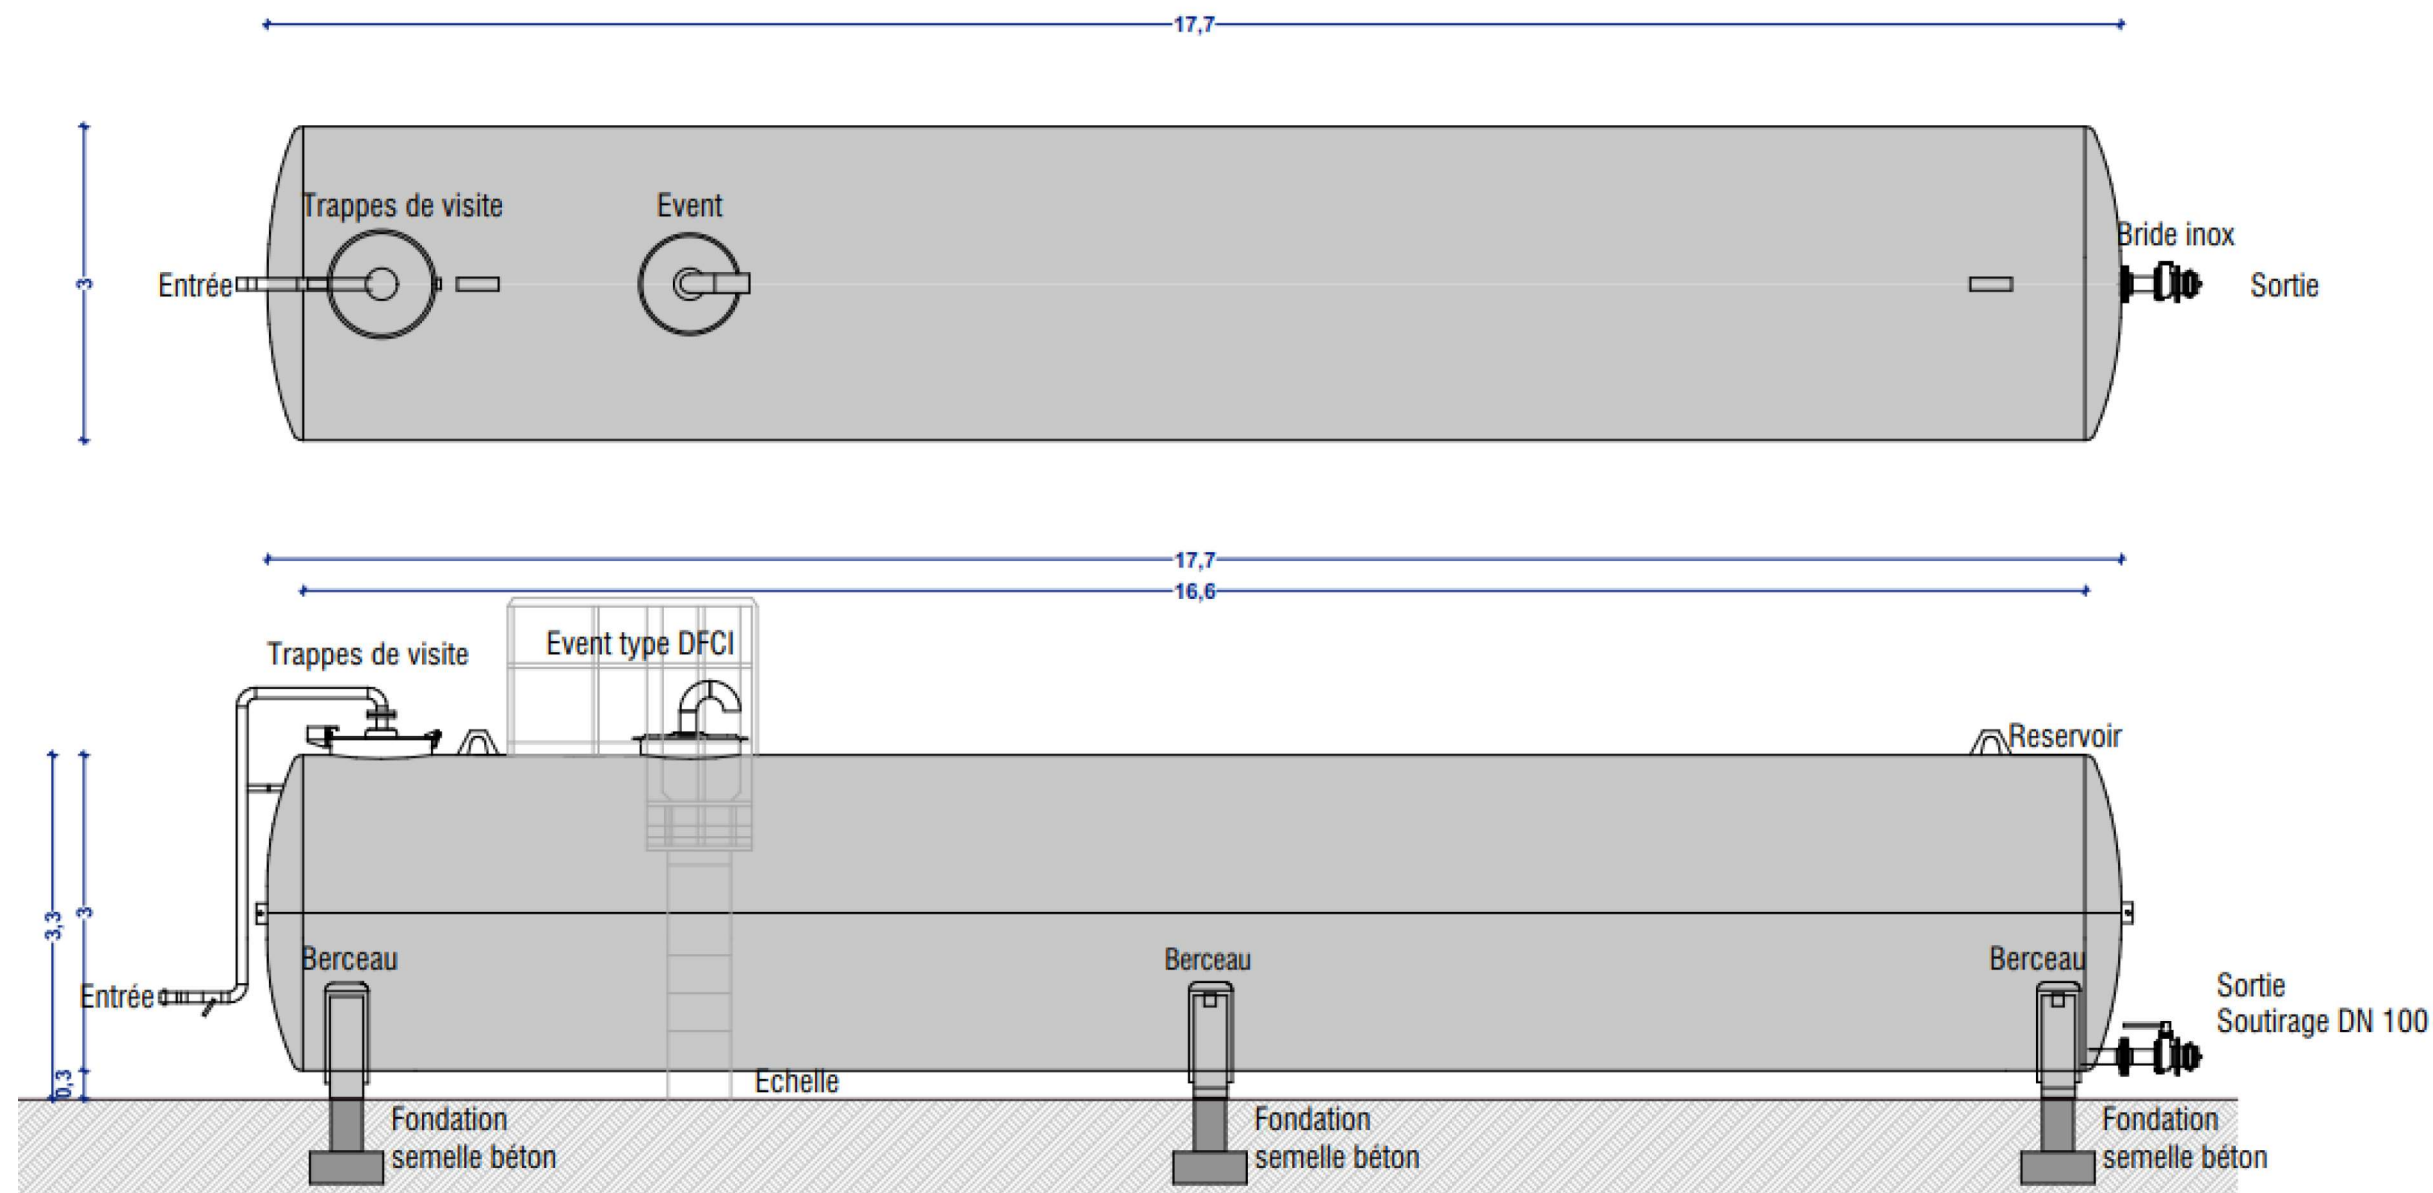 17,7
3
Trappes de visite
Event
Entrée
Bride inox
Sortie
17,7
16,6
Trappes de visite
Event type DFCI
Reservoir
3,3
3
0,3
Berceau
Berceau
Berceau
Entrée
Sortie
Soutirage DN 100
Echelle
Fondation
semelle béton
Fondation
semelle béton
Fondation
semelle béton